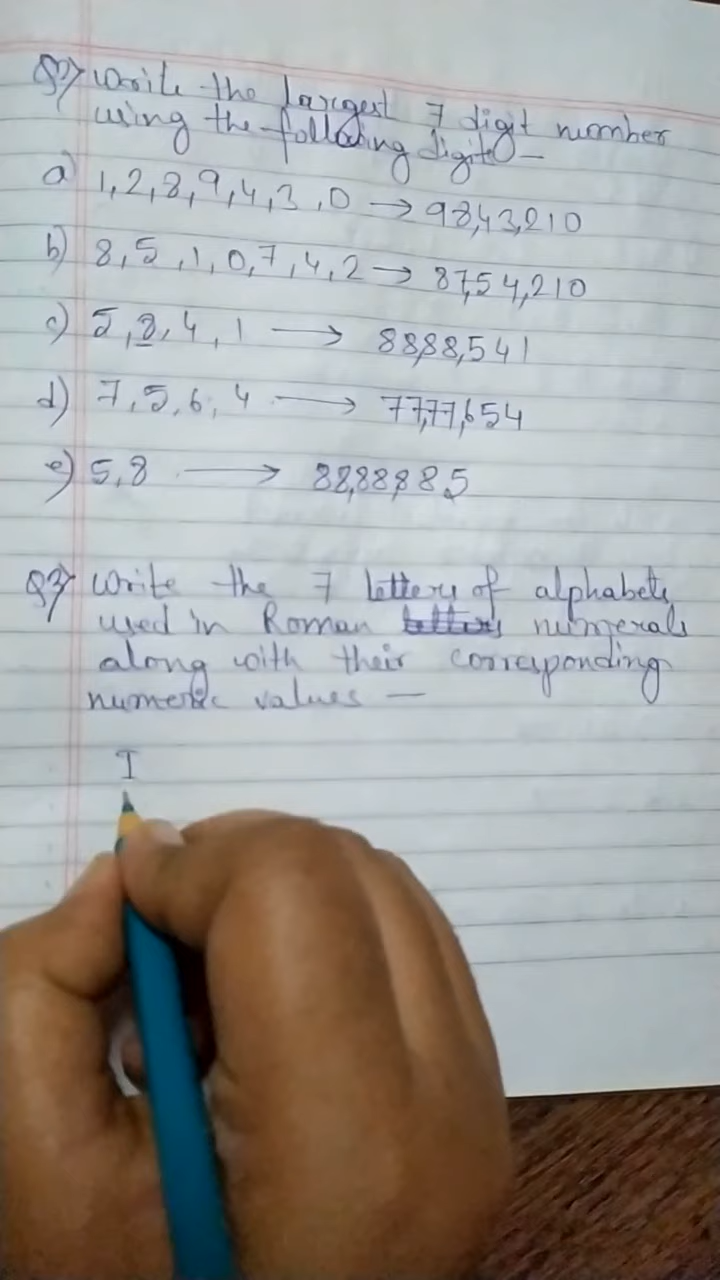 Q2) Write the largest 7 digit number
using the following digits —
a) 1,2,8,9,4,3,0 → 98,43,210
b) 8,5,1,0,7,4,2 → 87,54,210
c) 5,8,4,1 → 88,88,541
d) 7,5,6,4 → 77,77,654
e) 5,8 → 88,88,885
Q3) Write the 7 letters of alphabets
used in Roman numerals
along with their corresponding
numeric values —
I